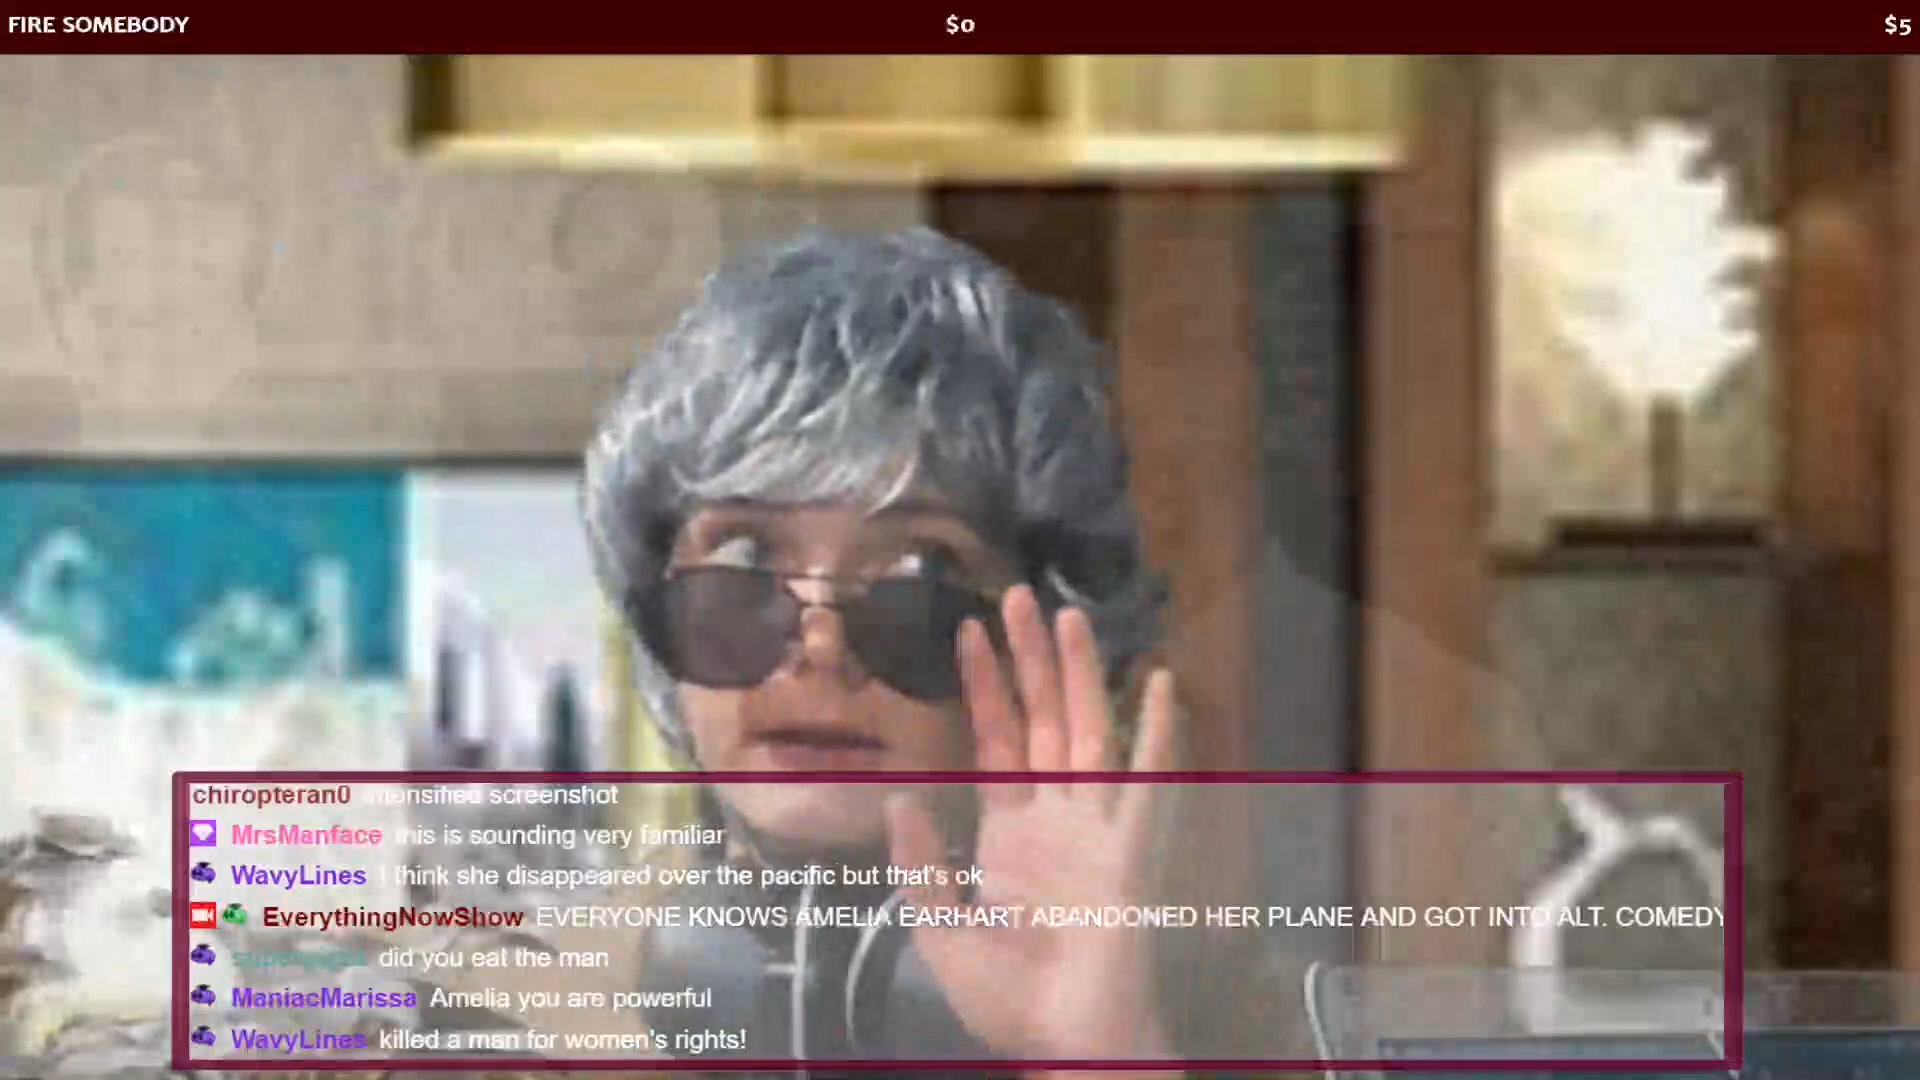 FIRE SOMEBODY $0 $5
chiropteran0 intensified screenshot
MrsManface this is sounding very familiar
WavyLines I think she disappeared over the pacific but that's ok
EverythingNowShow EVERYONE KNOWS AMELIA EARHART ABANDONED HER PLANE AND GOT INTO ALT. COMEDY
did you eat the man
ManiacMarissa Amelia you are powerful
WavyLines killed a man for women's rights!